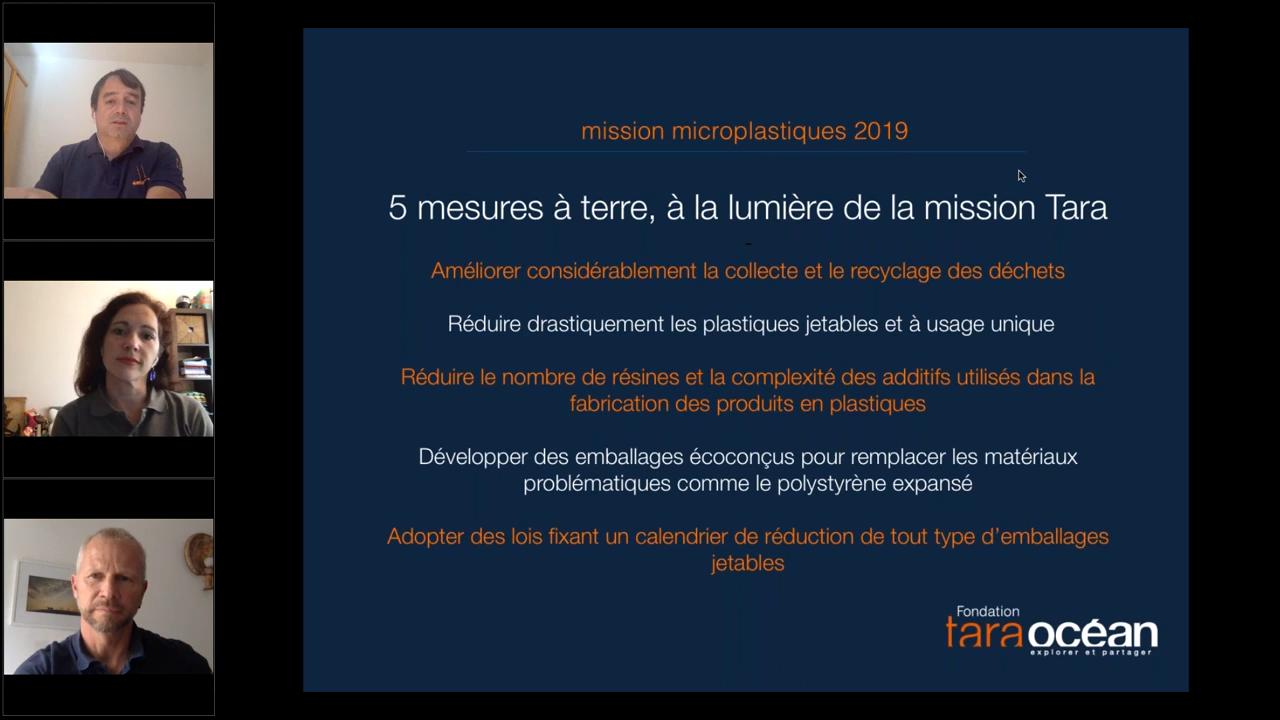 mission microplastiques 2019
5 mesures à terre, à la lumière de la mission Tara
Améliorer considérablement la collecte et le recyclage des déchets
Réduire drastiquement les plastiques jetables et à usage unique
Réduire le nombre de résines et la complexité des additifs utilisés dans la
fabrication des produits en plastiques
Développer des emballages écoconçus pour remplacer les matériaux
problématiques comme le polystyrène expansé
Adopter des lois fixant un calendrier de réduction de tout type d'emballages
jetables
Fondation
tara océan
explorer et partager